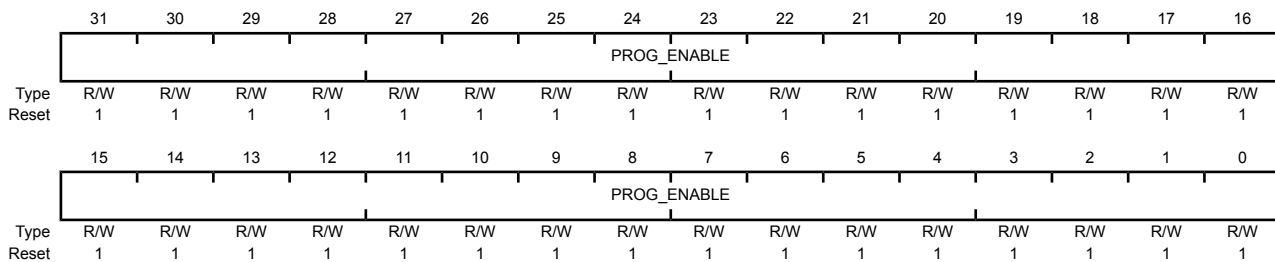 31 30 29 28 27 26 25 24 23 22 21 20 19 18 17 16
PROG_ENABLE
Type R/W R/W R/W R/W R/W R/W R/W R/W R/W R/W R/W R/W R/W R/W R/W R/W
Reset 1 1 1 1 1 1 1 1 1 1 1 1 1 1 1 1
15 14 13 12 11 10 9 8 7 6 5 4 3 2 1 0
PROG_ENABLE
Type R/W R/W R/W R/W R/W R/W R/W R/W R/W R/W R/W R/W R/W R/W R/W R/W
Reset 1 1 1 1 1 1 1 1 1 1 1 1 1 1 1 1